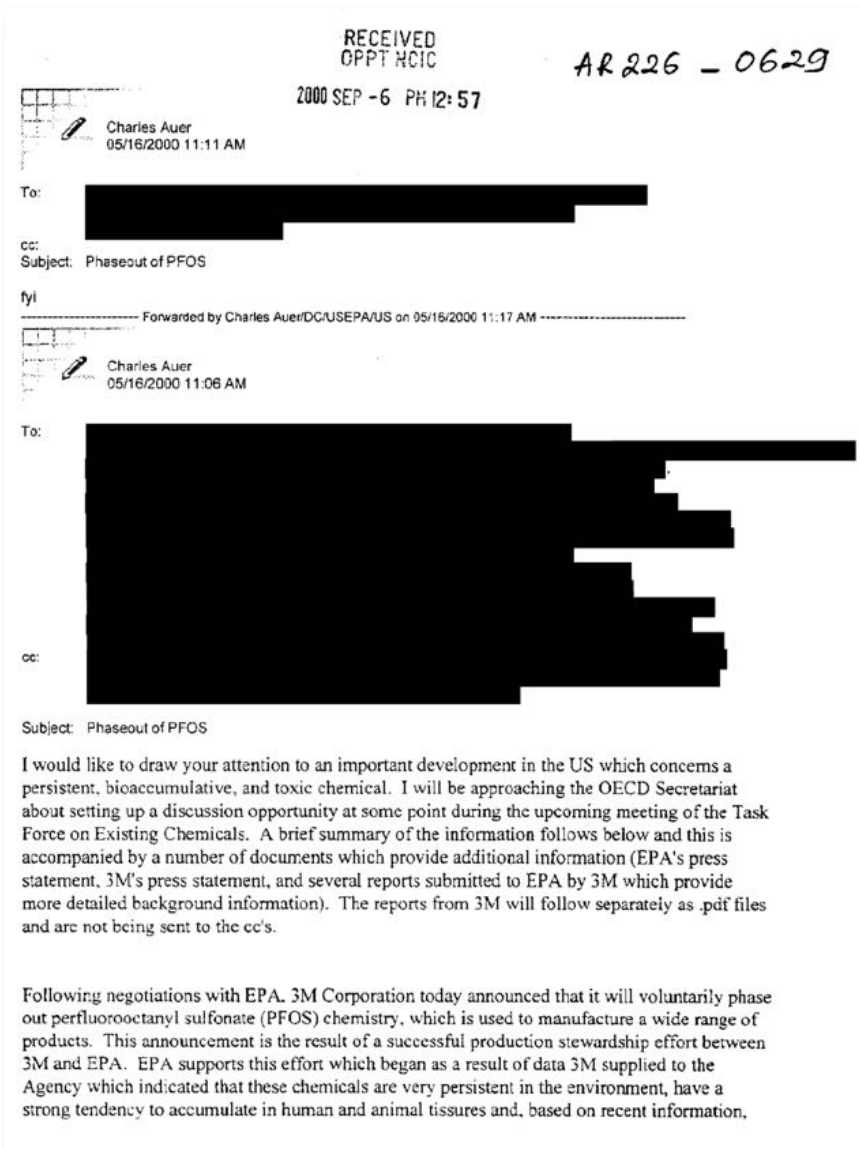 RECEIVED
OPPT NCIC
AR 226 - 0629
2000 SEP -6 PM 12:57
Charles Auer
05/16/2000 11:11 AM
To:
cc:
Subject: Phaseout of PFOS
fyi
---------------------- Forwarded by Charles Auer/DC/USEPA/US on 05/16/2000 11:17 AM ---------------------------
Charles Auer
05/16/2000 11:06 AM
To:
cc:
Subject: Phaseout of PFOS
I would like to draw your attention to an important development in the US which concerns a
persistent, bioaccumulative, and toxic chemical. I will be approaching the OECD Secretariat
about setting up a discussion opportunity at some point during the upcoming meeting of the Task
Force on Existing Chemicals. A brief summary of the information follows below and this is
accompanied by a number of documents which provide additional information (EPA's press
statement, 3M's press statement, and several reports submitted to EPA by 3M which provide
more detailed background information). The reports from 3M will follow separately as .pdf files
and are not being sent to the cc's.
Following negotiations with EPA, 3M Corporation today announced that it will voluntarily phase
out perfluorooctanyl sulfonate (PFOS) chemistry, which is used to manufacture a wide range of
products. This announcement is the result of a successful production stewardship effort between
3M and EPA. EPA supports this effort which began as a result of data 3M supplied to the
Agency which indicated that these chemicals are very persistent in the environment, have a
strong tendency to accumulate in human and animal tissures and, based on recent information,